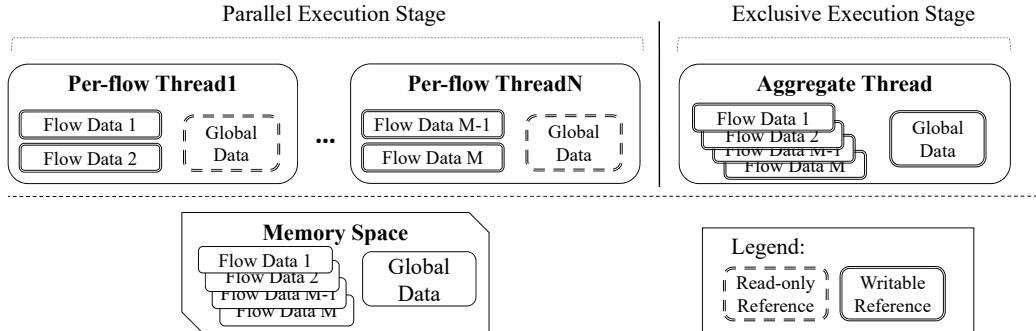 Parallel Execution Stage
Exclusive Execution Stage
Per-flow Thread1
Flow Data 1
Flow Data 2
Global
Data
...
Per-flow ThreadN
Flow Data M-1
Flow Data M
Global
Data
Aggregate Thread
Flow Data 1
Flow Data 2
Flow Data M-1
Flow Data M
Global
Data
Memory Space
Flow Data 1
Flow Data 2
Flow Data M-1
Flow Data M
Global
Data
Legend:
Read-only
Reference
Writable
Reference